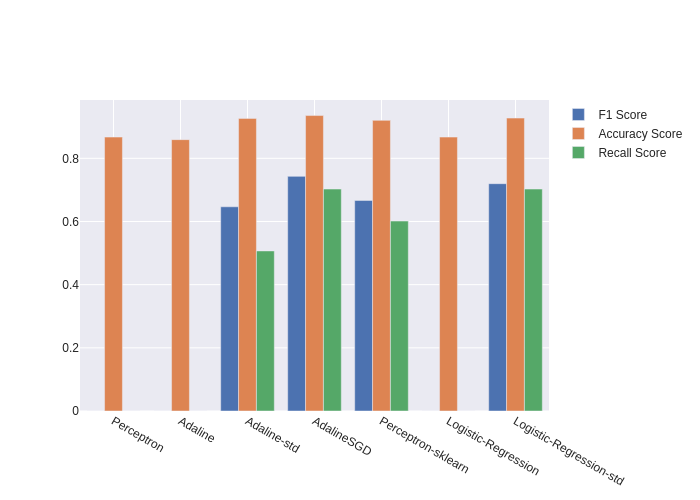 F1 Score
Accuracy Score
Recall Score
0.8
0.6
0.4
0.2
0
Perceptron
Adaline
Adaline-std
AdalineSGD
Perceptron-sklearn
Logistic-Regression
Logistic-Regression-std